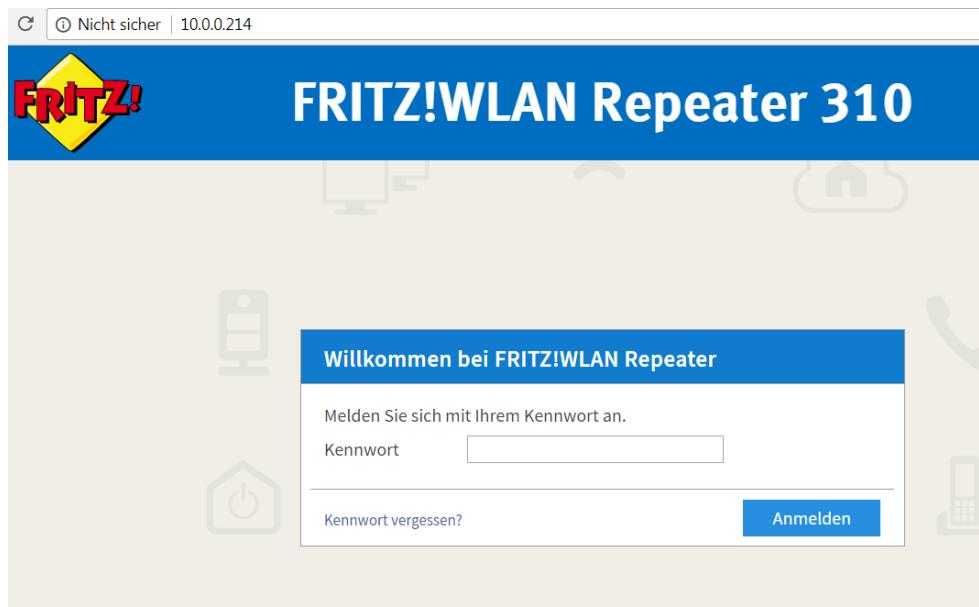 Nicht sicher | 10.0.0.214
FRITZ!
FRITZ!WLAN Repeater 310
Willkommen bei FRITZ!WLAN Repeater
Melden Sie sich mit Ihrem Kennwort an.
Kennwort
Kennwort vergessen?
Anmelden